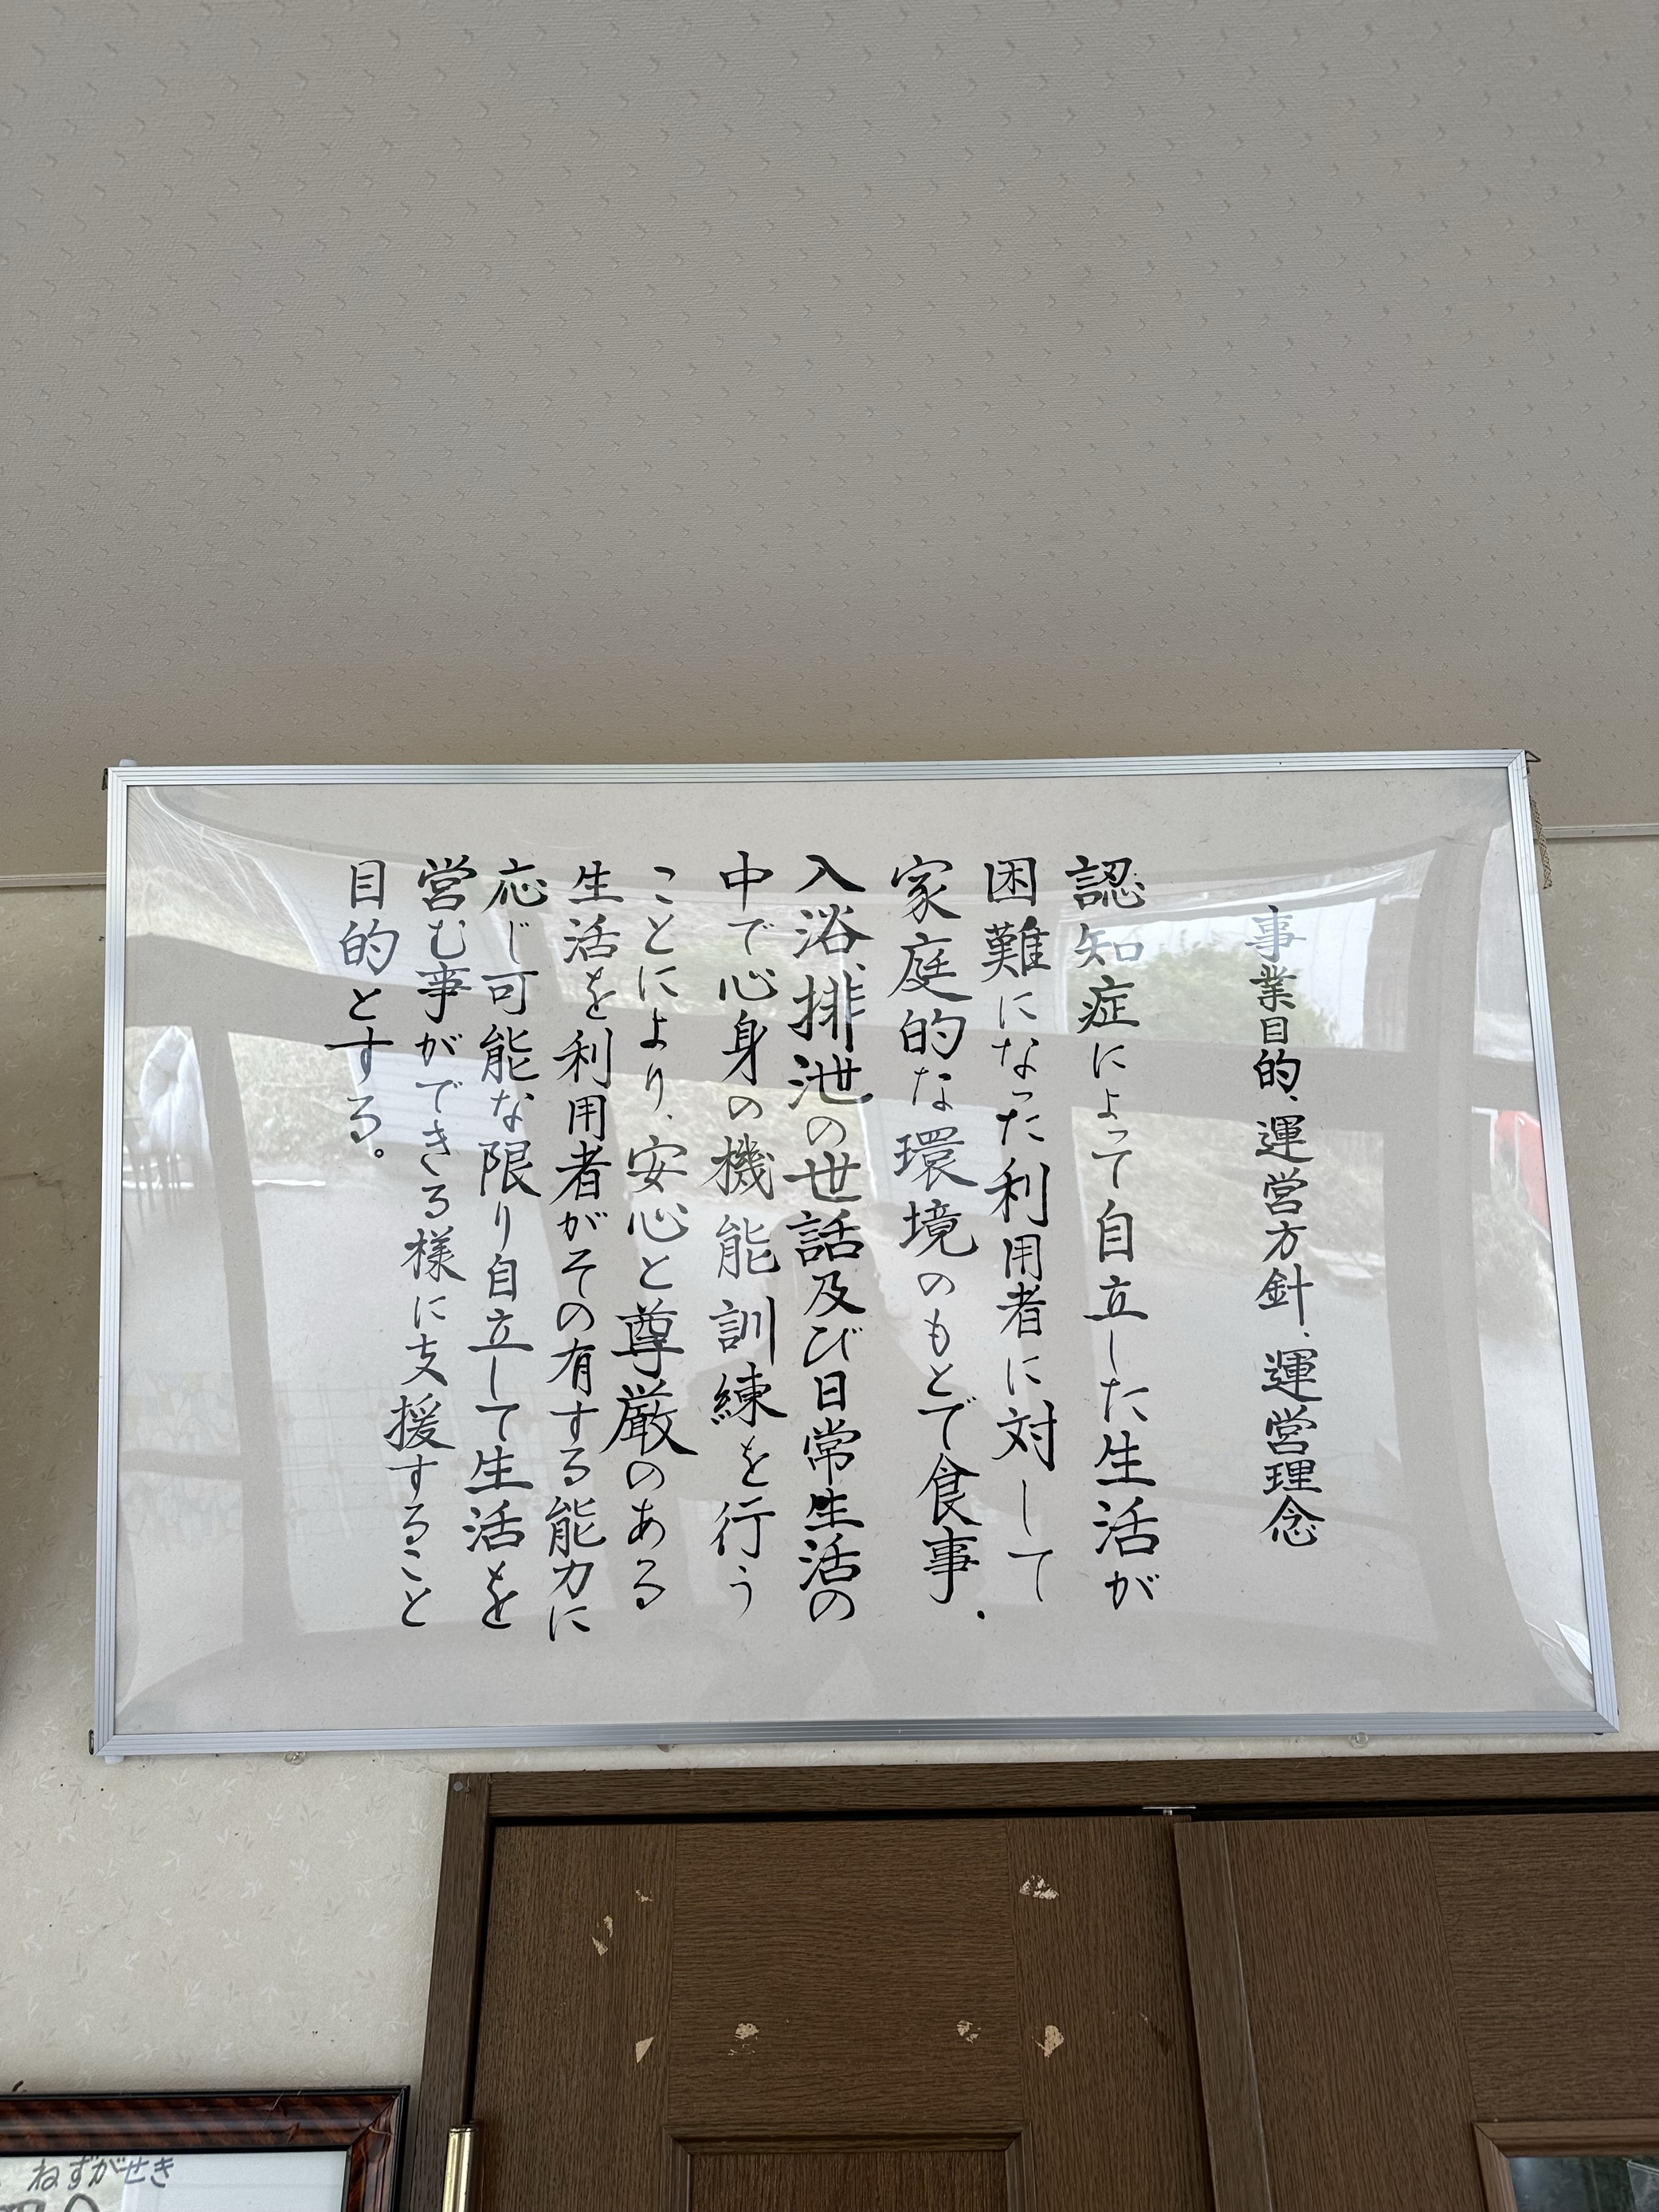 事業目的、運営方針、運営理念
認知症によって自立した生活が
困難になった利用者に対して
家庭的な環境のもとで食事、
入浴、排泄の世話及び日常生活の
中で心身の機能訓練を行う
ことにより、安心と尊厳のある
生活を利用者がその有する能力に
応じ可能な限り自立して生活を
営む事ができる様に支援すること
目的とする。
ねずがせき